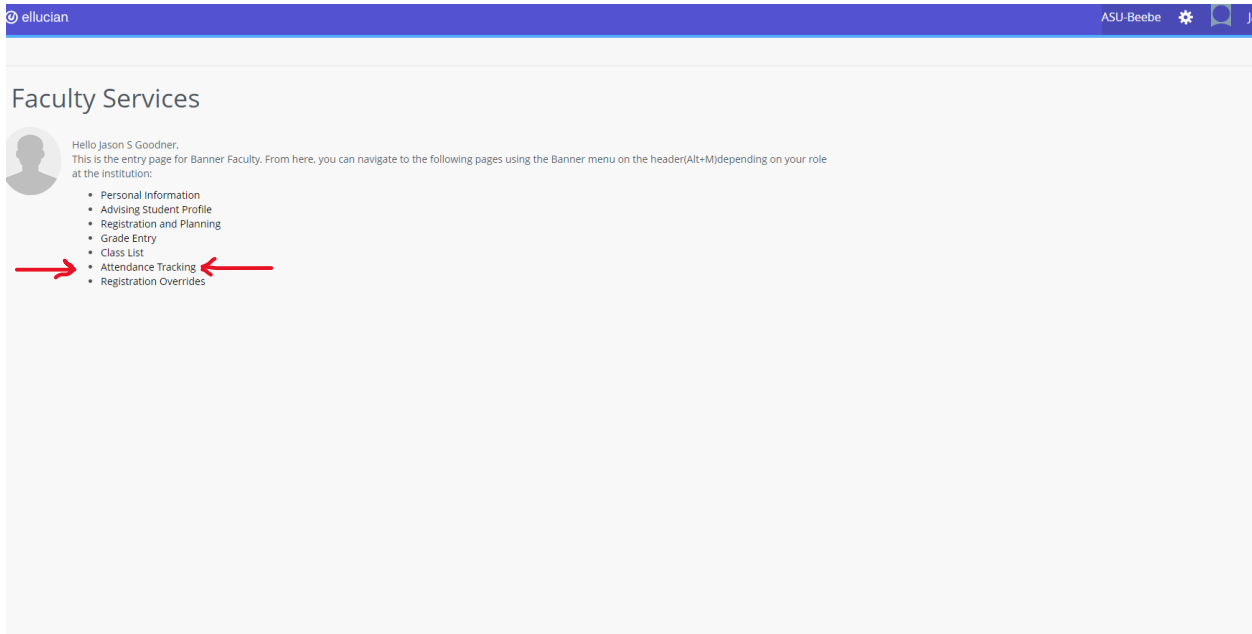 ellucian
ASU-Beebe
Faculty Services
Hello Jason S Goodner,
This is the entry page for Banner Faculty. From here, you can navigate to the following pages using the Banner menu on the header(Alt+M)depending on your role
at the institution:
Personal Information
Advising Student Profile
Registration and Planning
Grade Entry
Class List
Attendance Tracking
Registration Overrides